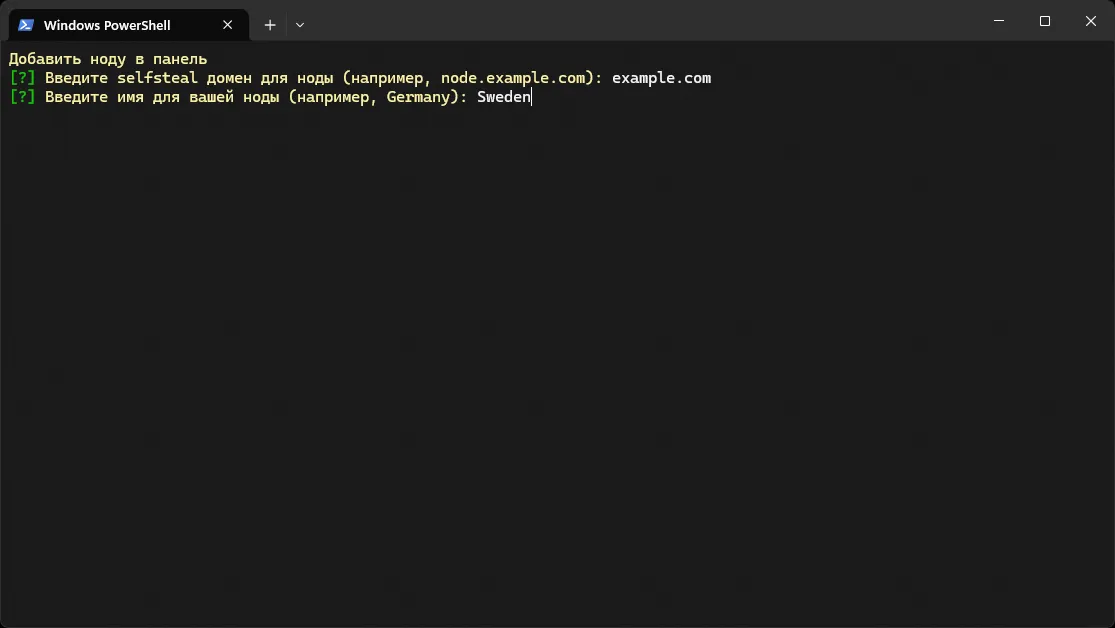 Windows PowerShell
Добавить ноду в панель
[?] Введите selfsteal домен для ноды (например, node.example.com): example.com
[?] Введите имя для вашей ноды (например, Germany): Sweden